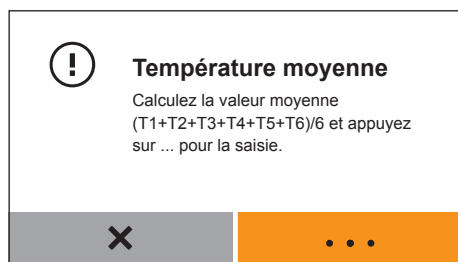 Température moyenne
Calculez la valeur moyenne
(T1+T2+T3+T4+T5+T6)/6 et appuyez
sur ... pour la saisie.